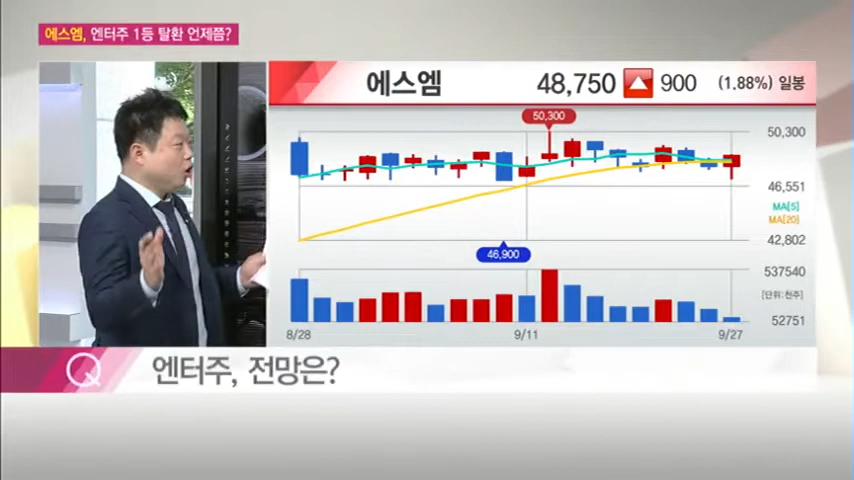 에스엠, 엔터주 1등 탈환 언제쯤?
에스엠 48,750 900 (1.88%) 일봉
50,300
50,300
46,551
MA[5]
MA[20]
42,802
46,900
537540
[단위:천주]
52751
8/28 9/11 9/27
Q 엔터주, 전망은?